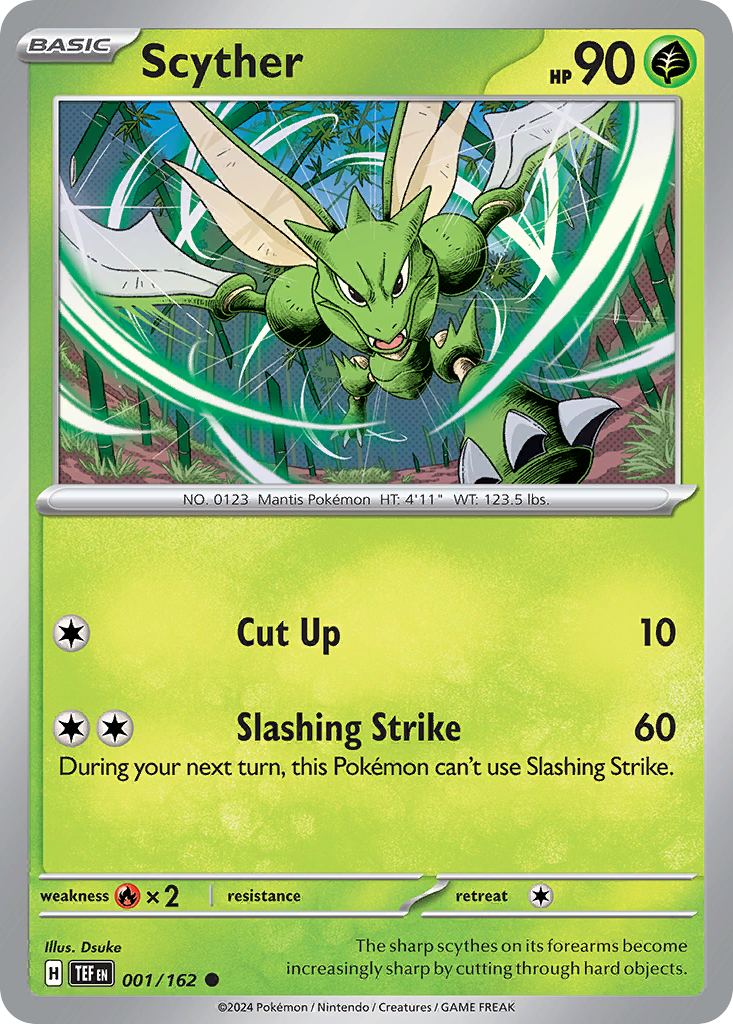 BASIC
Scyther
HP 90
NO. 0123 Mantis Pokémon HT: 4'11" WT: 123.5 lbs.
Cut Up 10
Slashing Strike 60
During your next turn, this Pokémon can't use Slashing Strike.
weakness ×2 resistance retreat
Illus. Dsuke
The sharp scythes on its forearms become
increasingly sharp by cutting through hard objects.
H TEF EN 001/162
©2024 Pokémon / Nintendo / Creatures / GAME FREAK